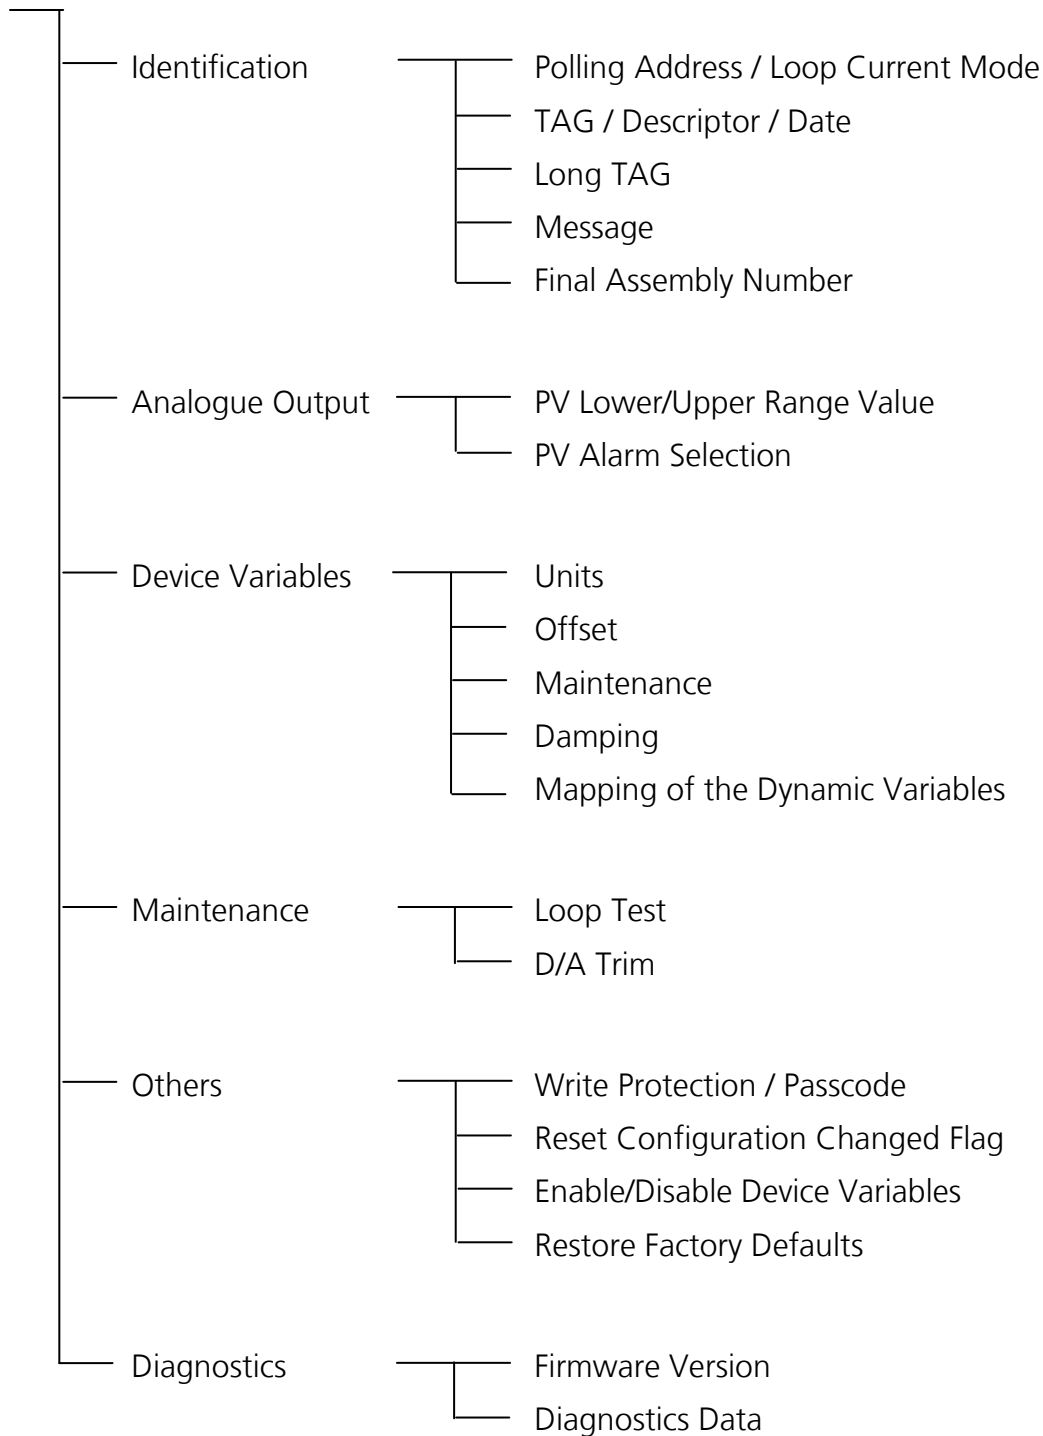 Identification
Polling Address / Loop Current Mode
TAG / Descriptor / Date
Long TAG
Message
Final Assembly Number
Analogue Output
PV Lower/Upper Range Value
PV Alarm Selection
Device Variables
Units
Offset
Maintenance
Damping
Mapping of the Dynamic Variables
Maintenance
Loop Test
D/A Trim
Others
Write Protection / Passcode
Reset Configuration Changed Flag
Enable/Disable Device Variables
Restore Factory Defaults
Diagnostics
Firmware Version
Diagnostics Data